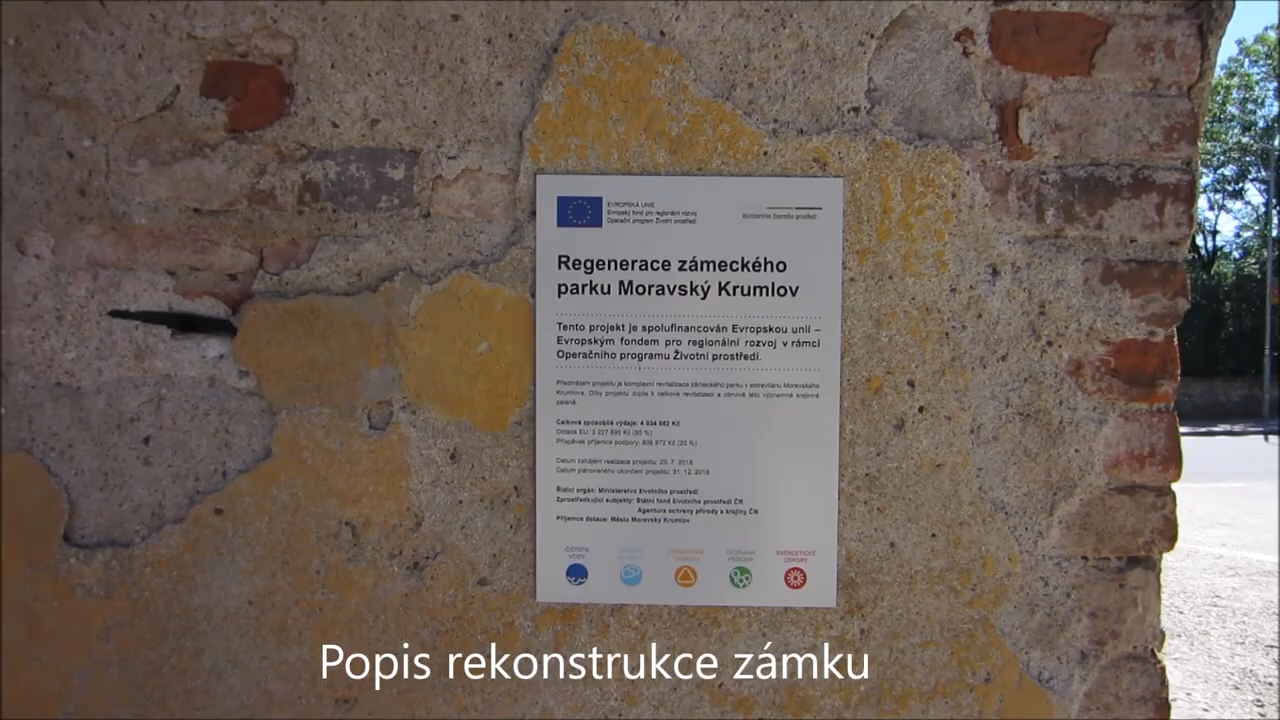 EVROPSKÁ UNIE
Evropský fond pro regionální rozvoj
Operační program Životní prostředí
Ministerstvo životního prostředí
Regenerace zámeckého
parku Moravský Krumlov
Tento projekt je spolufinancován Evropskou unií –
Evropským fondem pro regionální rozvoj v rámci
Operačního programu Životní prostředí.
Předmětem projektu je komplexní revitalizace zámeckého parku v extravilánu Moravského
Krumlova. Díky projektu dojde k celkové revitalizaci a obnově této významné krajinné
zeleně.
Celkové způsobilé výdaje: 4 034 862 Kč
Dotace EU: 3 227 890 Kč (80 %)
Příspěvek příjemce podpory: 806 972 Kč (20 %)
Datum zahájení realizace projektu: 23. 7. 2018
Datum plánovaného ukončení projektu: 31. 12. 2018
Řídicí orgán: Ministerstvo životního prostředí
Zprostředkující subjekty: Státní fond životního prostředí ČR
Agentura ochrany přírody a krajiny ČR
Příjemce dotace: Město Moravský Krumlov
ČISTOTA
VODY
OCHRANA
PŘÍRODY
ENERGETICKÉ
ÚSPORY
Popis rekonstrukce zámku